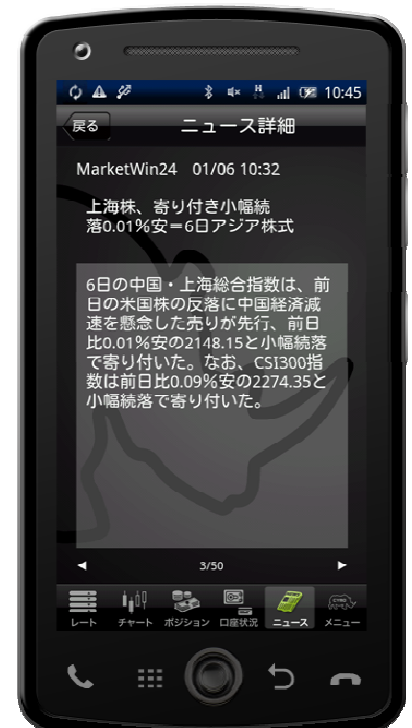 10:45
戻る
ニュース詳細
MarketWin24 01/06 10:32
上海株、寄り付き小幅続
落0.01%安＝6日アジア株式
6日の中国・上海総合指数は、前
日の米国株の反落に中国経済減
速を懸念した売りが先行、前日
比0.01%安の2148.15と小幅続落
で寄り付いた。なお、CSI300指
数は前日比0.09%安の2274.35と
小幅続落で寄り付いた。
3/50
レート チャート ポジション 口座状況 ニュース メニュー